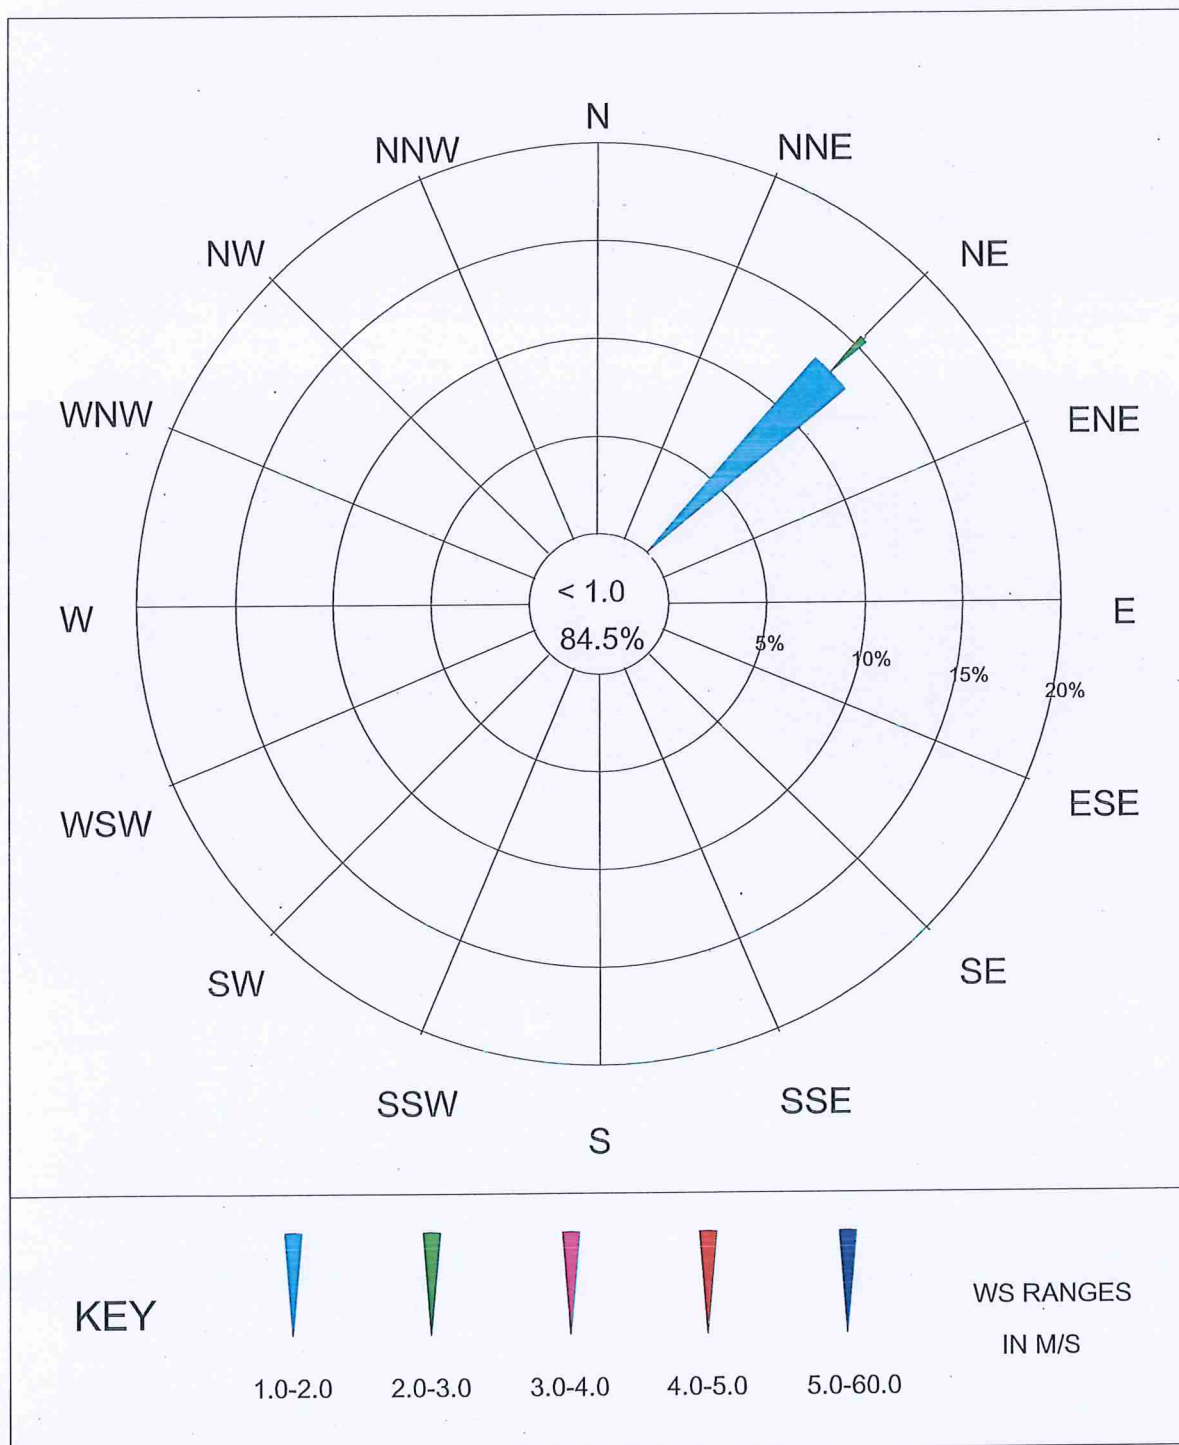 N
NNW
NNE
NW
NE
WNW
ENE
< 1.0
W
E
84.5%
5%
10%
15%
20%
WSW
ESE
SW
SE
SSW
SSE
S
KEY
WS RANGES
IN M/S
1.0-2.0
2.0-3.0
3.0-4.0
4.0-5.0
5.0-60.0